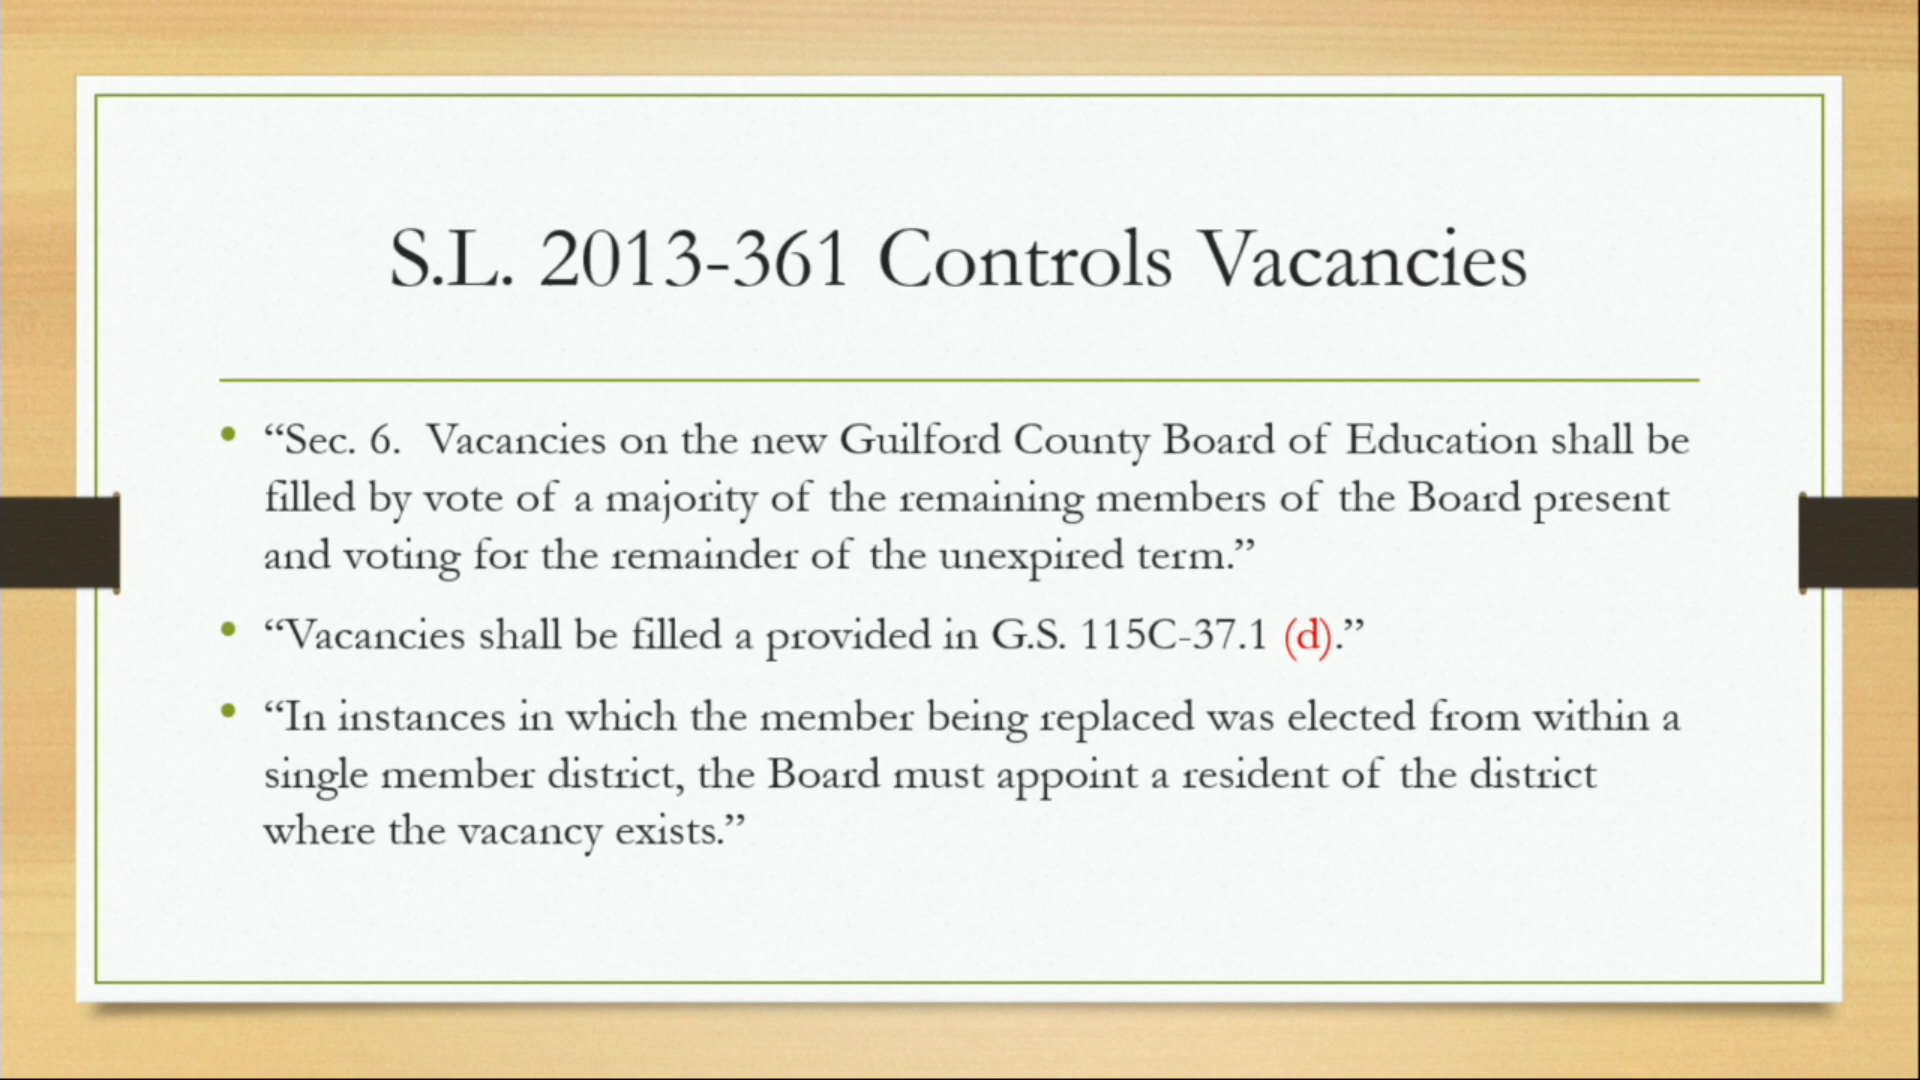 S.L. 2013-361 Controls Vacancies
• “Sec. 6.  Vacancies on the new Guilford County Board of Education shall be
filled by vote of a majority of the remaining members of the Board present
and voting for the remainder of the unexpired term.”
• “Vacancies shall be filled a provided in G.S. 115C-37.1 (d).”
• “In instances in which the member being replaced was elected from within a
single member district, the Board must appoint a resident of the district
where the vacancy exists.”